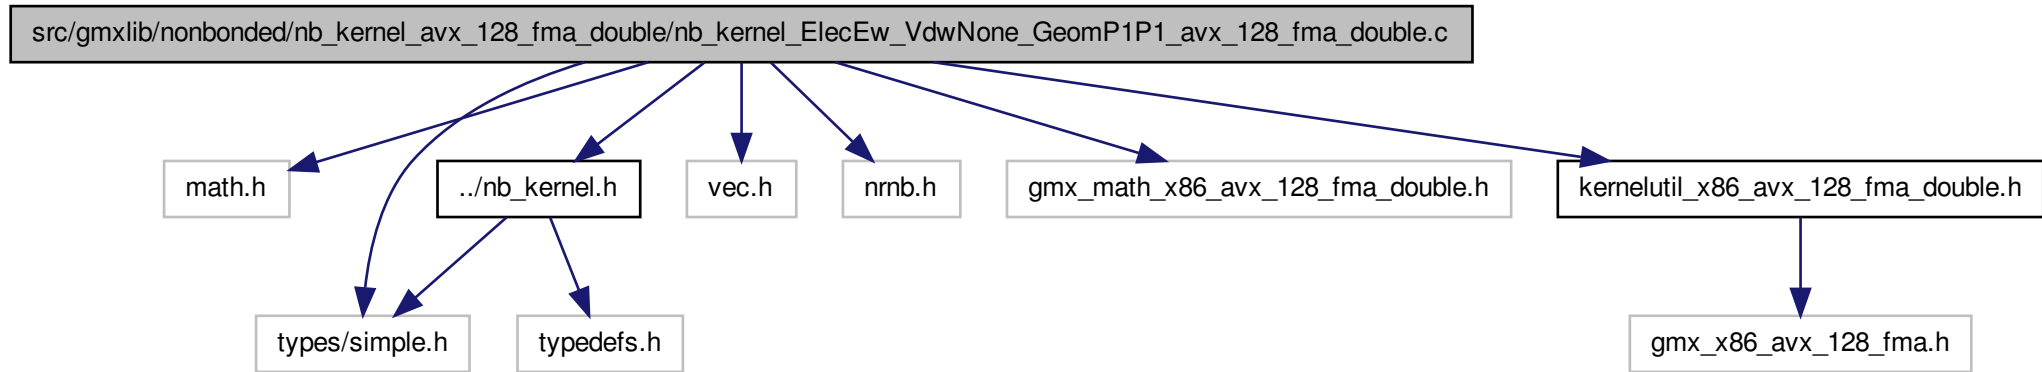 src/gmxlib/nonbonded/nb_kernel_avx_128_fma_double/nb_kernel_ElecEw_VdwNone_GeomP1P1_avx_128_fma_double.c
math.h
../nb_kernel.h
vec.h
nrnb.h
gmx_math_x86_avx_128_fma_double.h
kernelutil_x86_avx_128_fma_double.h
types/simple.h
typedefs.h
gmx_x86_avx_128_fma.h